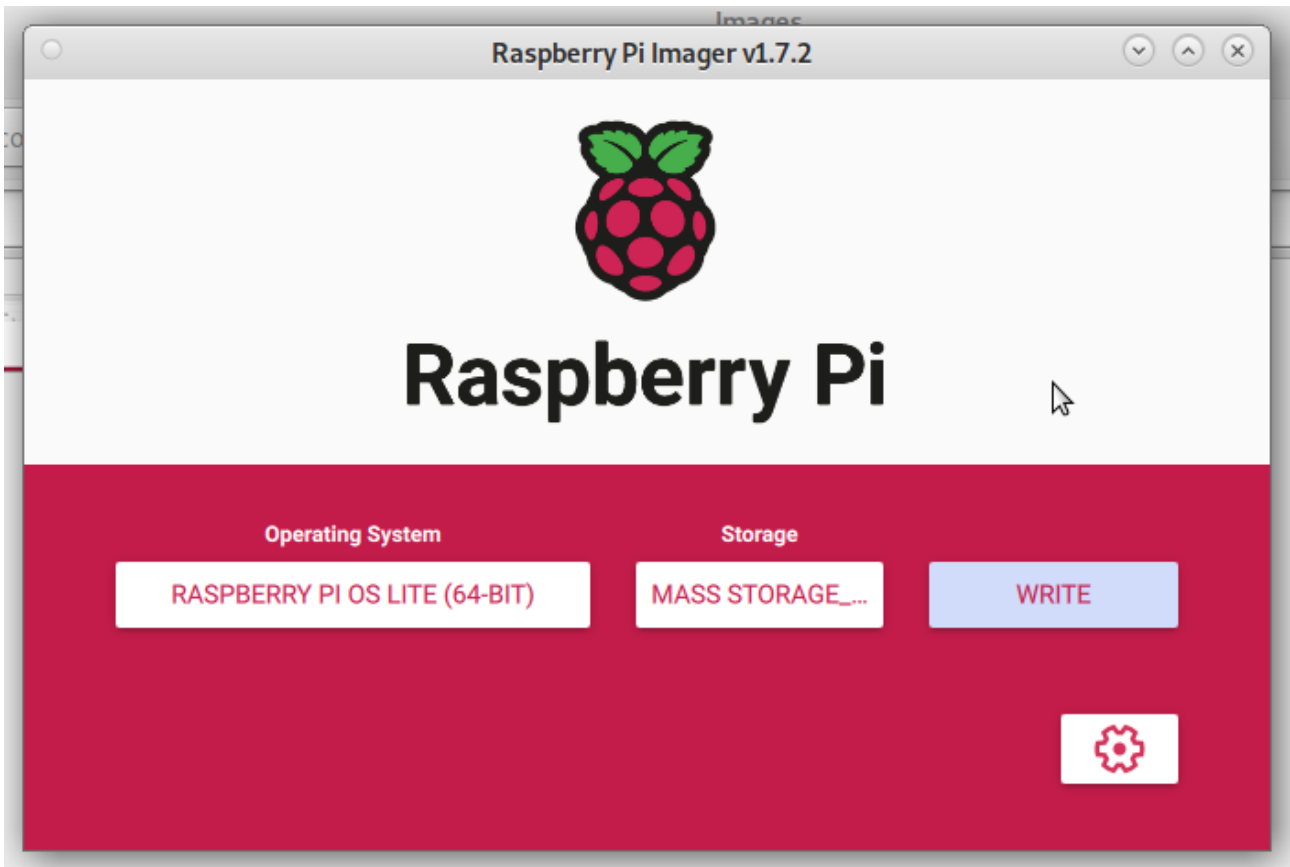 Images
Raspberry Pi Imager v1.7.2
Raspberry Pi
Operating System
Storage
RASPBERRY PI OS LITE (64-BIT)
MASS STORAGE_...
WRITE